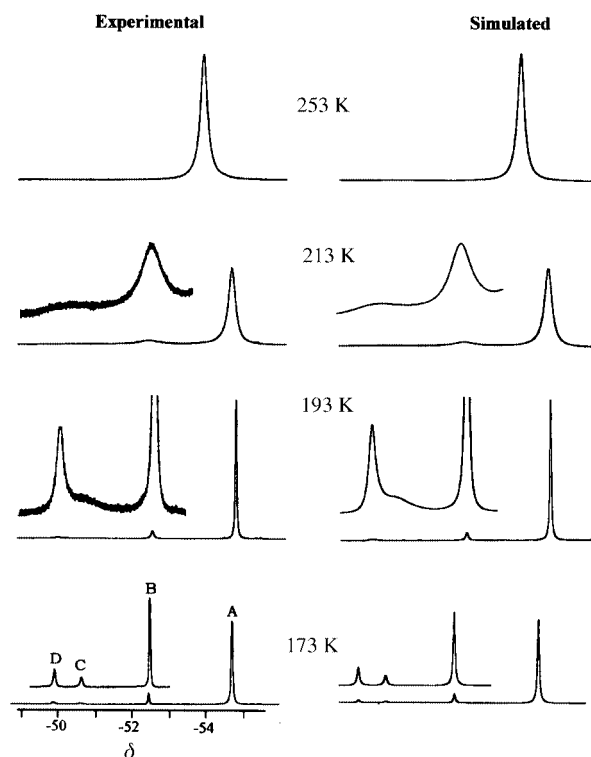 Experimental
Simulated
253 K
213 K
193 K
173 K
D
C
B
A
-50
-52
-54
δ